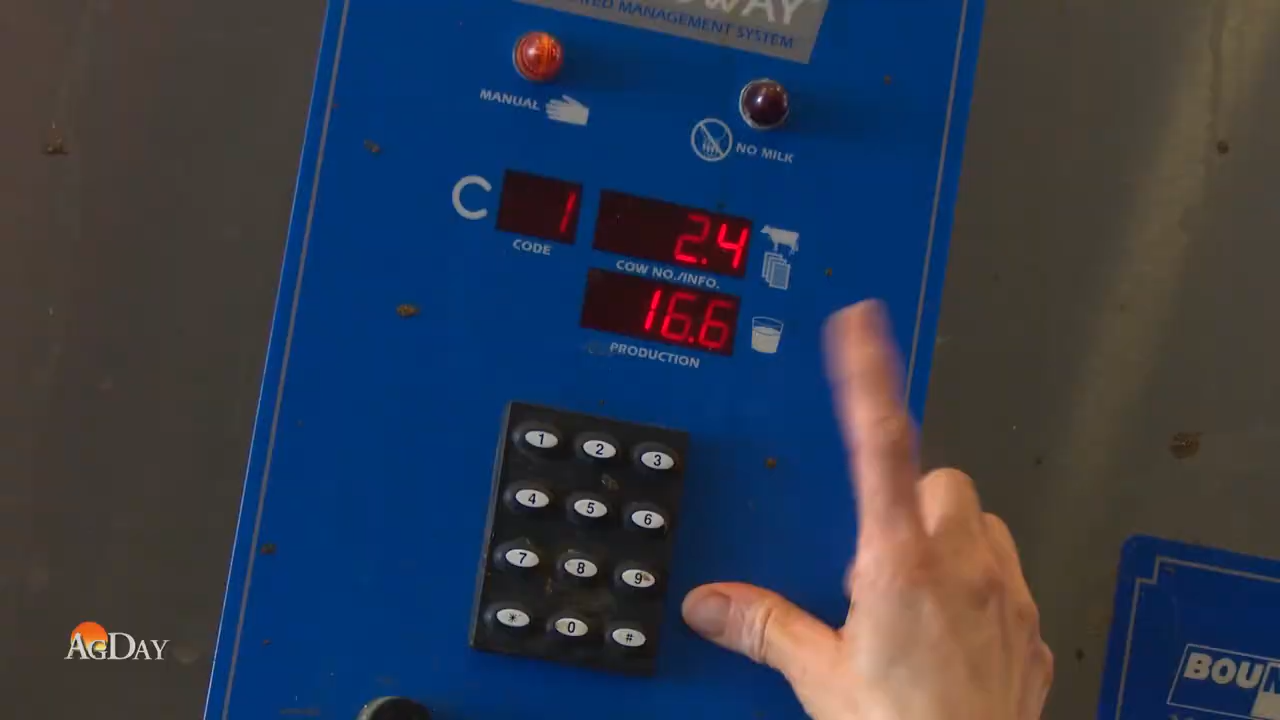 MANAGEMENT SYSTEM
MANUAL
NO MILK
C 1 2.4
CODE
COW NO./INFO.
16.6
PRODUCTION
1 2 3
4 5 6
7 8 9
* 0 #
AGDAY